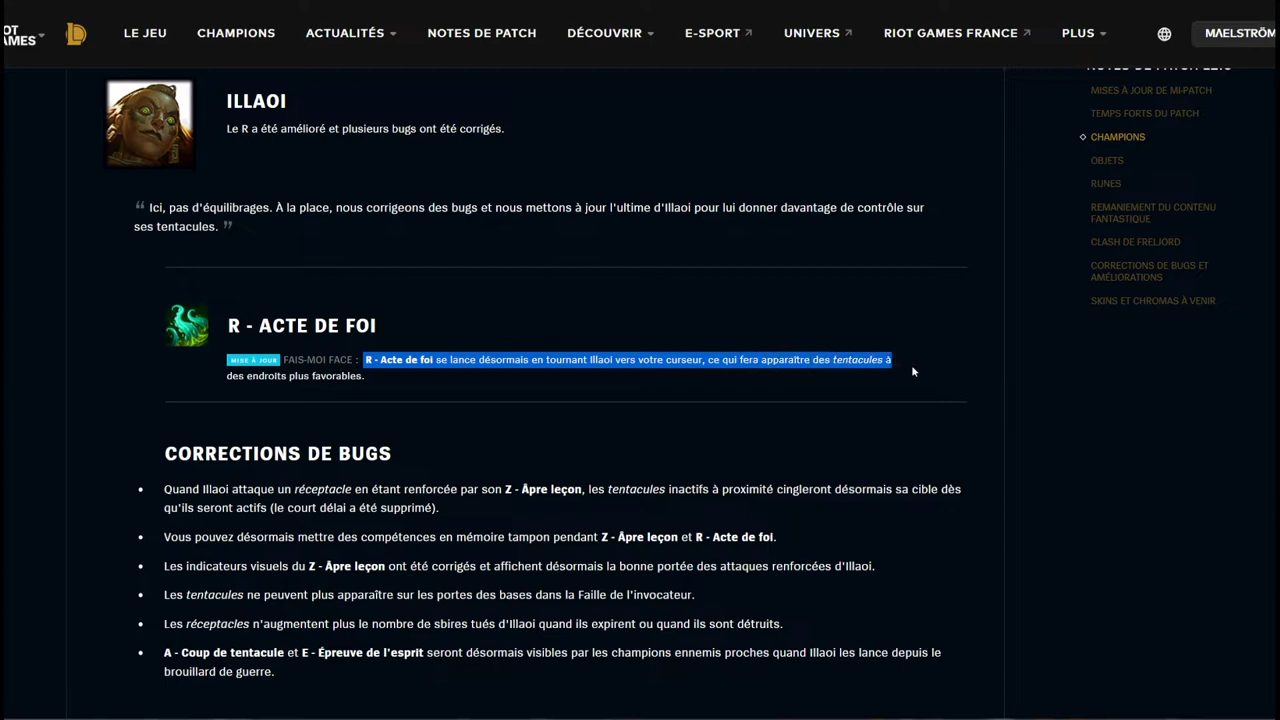 OT
AMES
LE JEU
CHAMPIONS
ACTUALITÉS
NOTES DE PATCH
DÉCOUVRIR
E-SPORT
UNIVERS
RIOT GAMES FRANCE
PLUS
MAELSTRÖM
ILLAOI
Le R a été amélioré et plusieurs bugs ont été corrigés.
“ Ici, pas d'équilibrages. À la place, nous corrigeons des bugs et nous mettons à jour l'ultime d'Illaoi pour lui donner davantage de contrôle sur
ses tentacules. ”
R - ACTE DE FOI
MISE À JOUR FAIS-MOI FACE : R - Acte de foi se lance désormais en tournant Illaoi vers votre curseur, ce qui fera apparaître des tentacules à
des endroits plus favorables.
CORRECTIONS DE BUGS
• Quand Illaoi attaque un réceptacle en étant renforcée par son Z - Âpre leçon, les tentacules inactifs à proximité cingleront désormais sa cible dès
qu'ils seront actifs (le court délai a été supprimé).
• Vous pouvez désormais mettre des compétences en mémoire tampon pendant Z - Âpre leçon et R - Acte de foi.
• Les indicateurs visuels du Z - Âpre leçon ont été corrigés et affichent désormais la bonne portée des attaques renforcées d'Illaoi.
• Les tentacules ne peuvent plus apparaître sur les portes des bases dans la Faille de l'invocateur.
• Les réceptacles n'augmentent plus le nombre de sbires tués d'Illaoi quand ils expirent ou quand ils sont détruits.
• A - Coup de tentacule et E - Épreuve de l'esprit seront désormais visibles par les champions ennemis proches quand Illaoi les lance depuis le
brouillard de guerre.
MISES À JOUR DE MI-PATCH
TEMPS FORTS DU PATCH
CHAMPIONS
OBJETS
RUNES
REMANIEMENT DU CONTENU
FANTASTIQUE
CLASH DE FRELJORD
CORRECTIONS DE BUGS ET
AMÉLIORATIONS
SKINS ET CHROMAS À VENIR